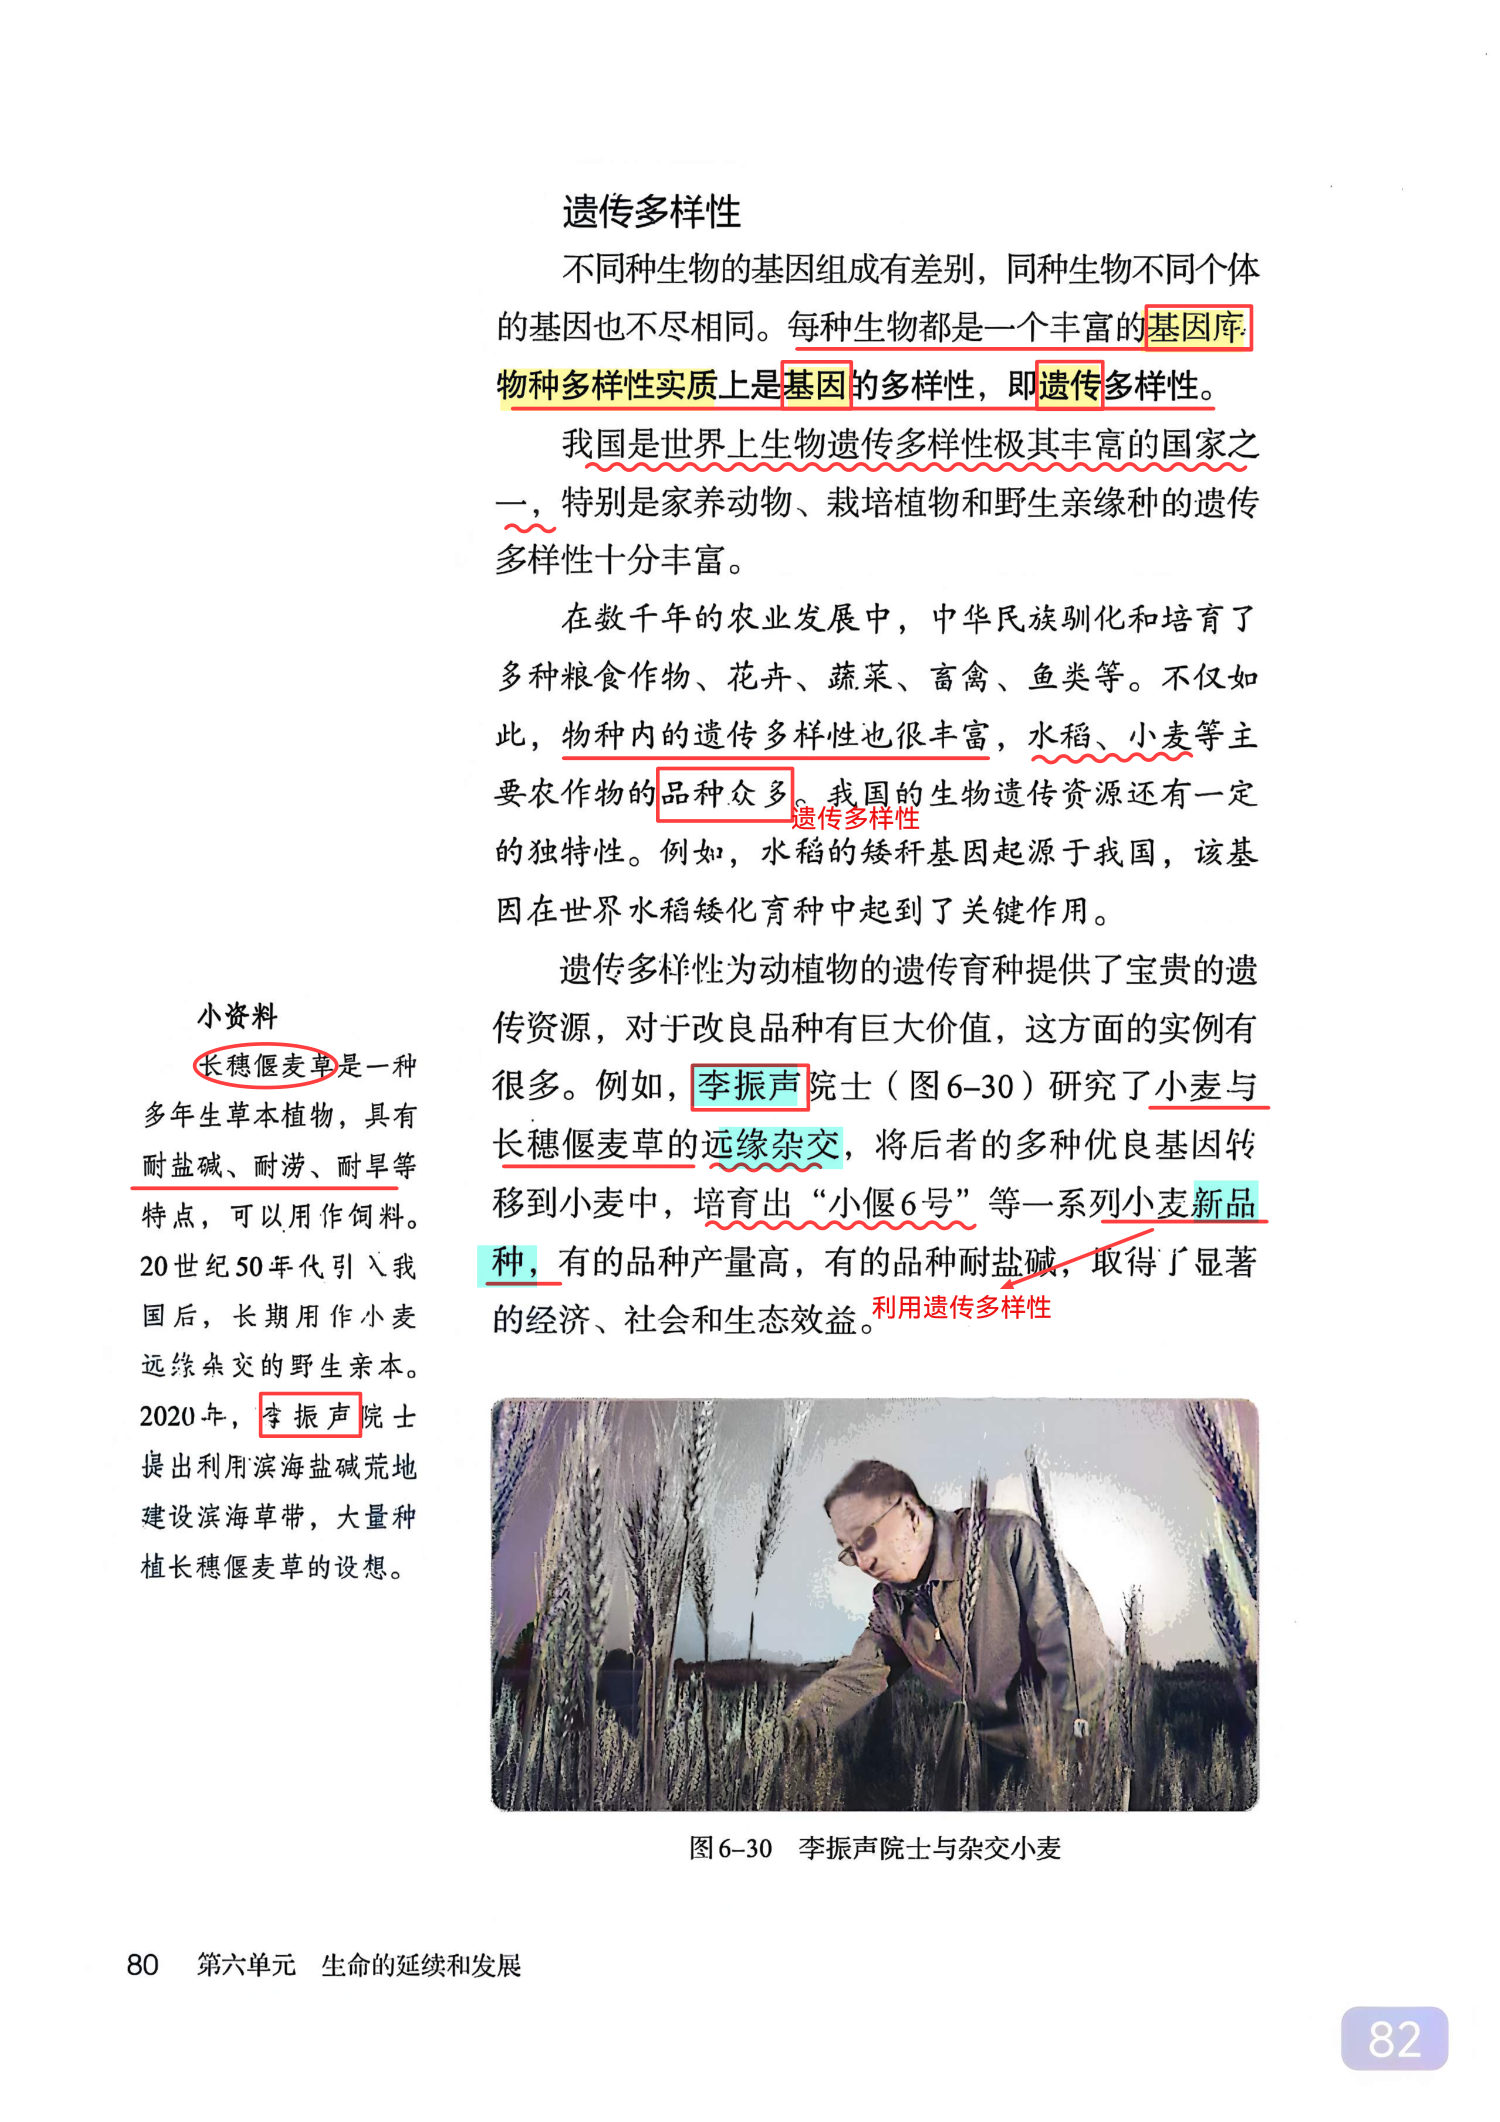 遗传多样性
不同种生物的基因组成有差别，同种生物不同个体
的基因也不尽相同。每种生物都是一个丰富的基因库
物种多样性实质上是基因的多样性，即遗传多样性。
我国是世界上生物遗传多样性极其丰富的国家之
一，特别是家养动物、栽培植物和野生亲缘种的遗传
多样性十分丰富。
在数千年的农业发展中，中华民族驯化和培育了
多种粮食作物、花卉、蔬菜、畜禽、鱼类等。不仅如
此，物种内的遗传多样性也很丰富，水稻、小麦等主
要农作物的品种众多。我国的生物遗传资源还有一定
遗传多样性
的独特性。例如，水稻的矮秆基因起源于我国，该基
因在世界水稻矮化育种中起到了关键作用。
遗传多样性为动植物的遗传育种提供了宝贵的遗
传资源，对于改良品种有巨大价值，这方面的实例有
很多。例如，李振声院士（图6-30）研究了小麦与
长穗偃麦草的远缘杂交，将后者的多种优良基因转
移到小麦中，培育出“小偃6号”等一系列小麦新品
种，有的品种产量高，有的品种耐盐碱，取得了显著
的经济、社会和生态效益。
利用遗传多样性
小资料
长穗偃麦草是一种
多年生草本植物，具有
耐盐碱、耐涝、耐旱等
特点，可以用作饲料。
20世纪50年代引入我
国后，长期用作小麦
远缘杂交的野生亲本。
2020年，李振声院士
提出利用滨海盐碱荒地
建设滨海草带，大量种
植长穗偃麦草的设想。
图6-30 李振声院士与杂交小麦
80 第六单元 生命的延续和发展
82